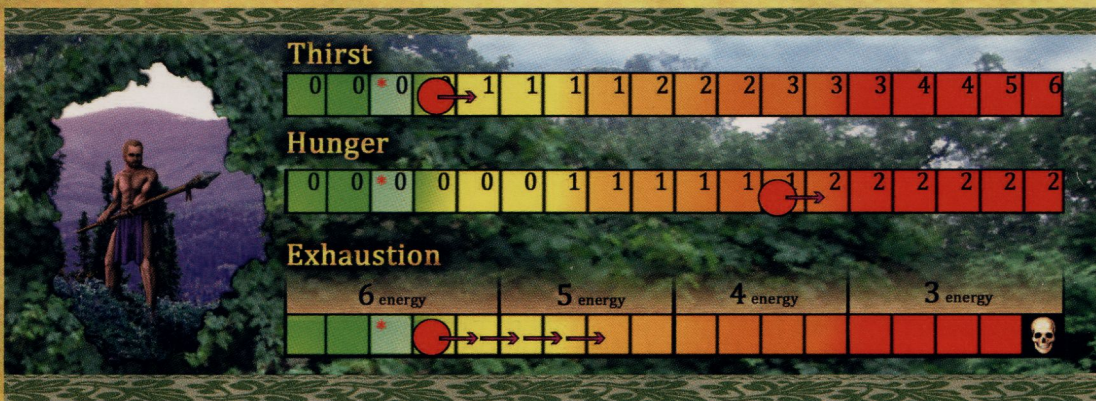 Thirst
0 0 * 0 0 1 1 1 1 2 2 2 3 3 3 4 4 5 6
Hunger
0 0 * 0 0 0 0 1 1 1 1 1 1 2 2 2 2 2 2
Exhaustion
6 energy 5 energy 4 energy 3 energy
*